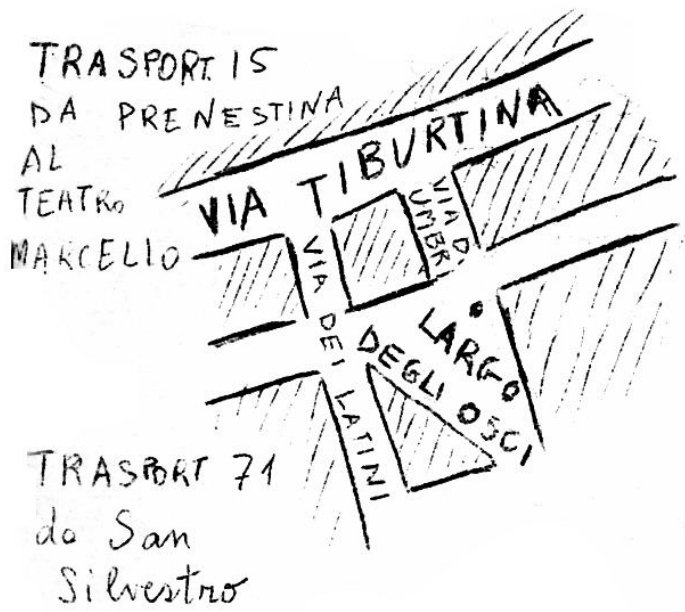 TRASPORT. 15
DA PRENESTINA
AL
TEATRO
MARCELLO
VIA TIBURTINA
VIA D.
UMBRI
VIA DEI LATINI
LARGO
DEGLI OSCI
TRASPORT 71
da San
Silvestro